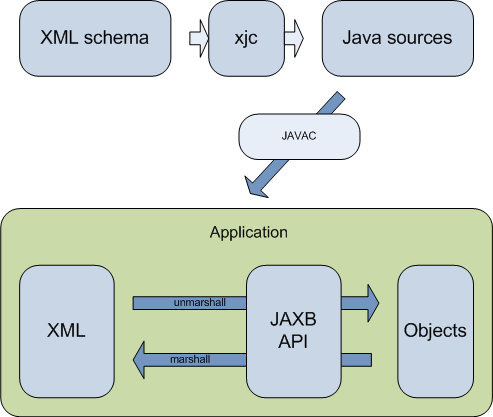 XML schema
xjc
Java sources
JAVAC
Application
XML
unmarshall
marshall
JAXB
API
Objects